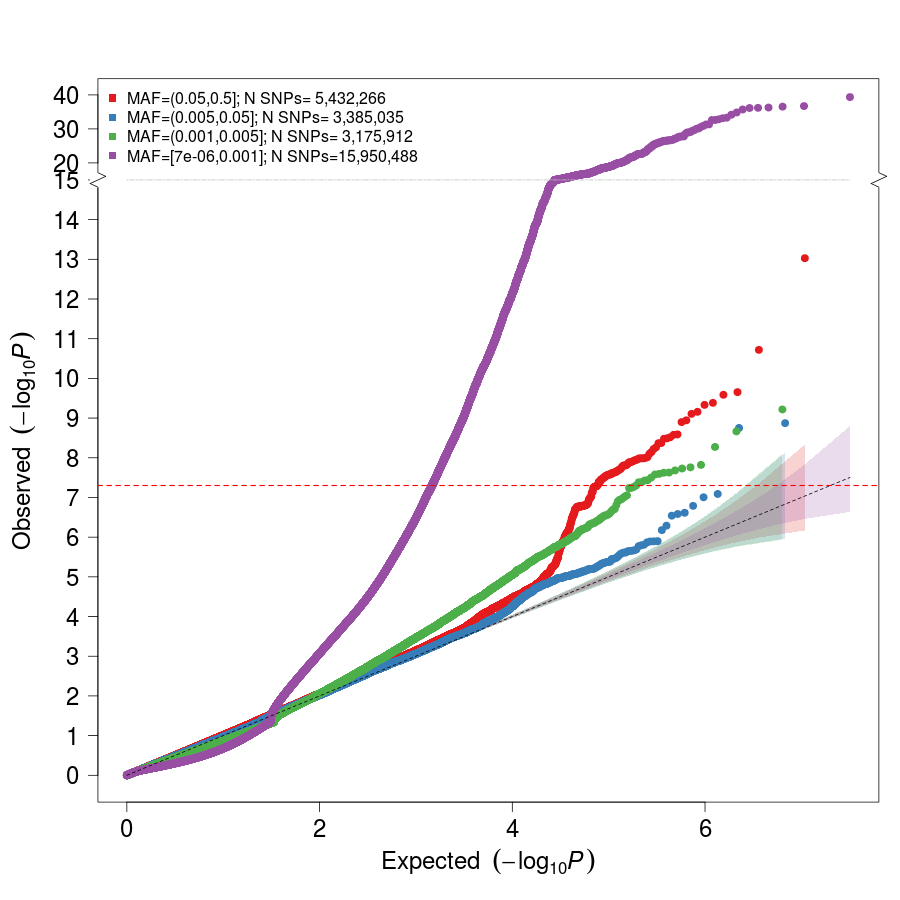 MAF=(0.05,0.5]; N SNPs= 5,432,266
MAF=(0.005,0.05]; N SNPs= 3,385,035
MAF=(0.001,0.005]; N SNPs= 3,175,912
MAF=[7e-06,0.001]; N SNPs=15,950,488
40
30
20
15
14
13
12
11
10
9
8
7
6
5
4
3
2
1
0
Observed (−log10P)
0 2 4 6
Expected (−log10P)